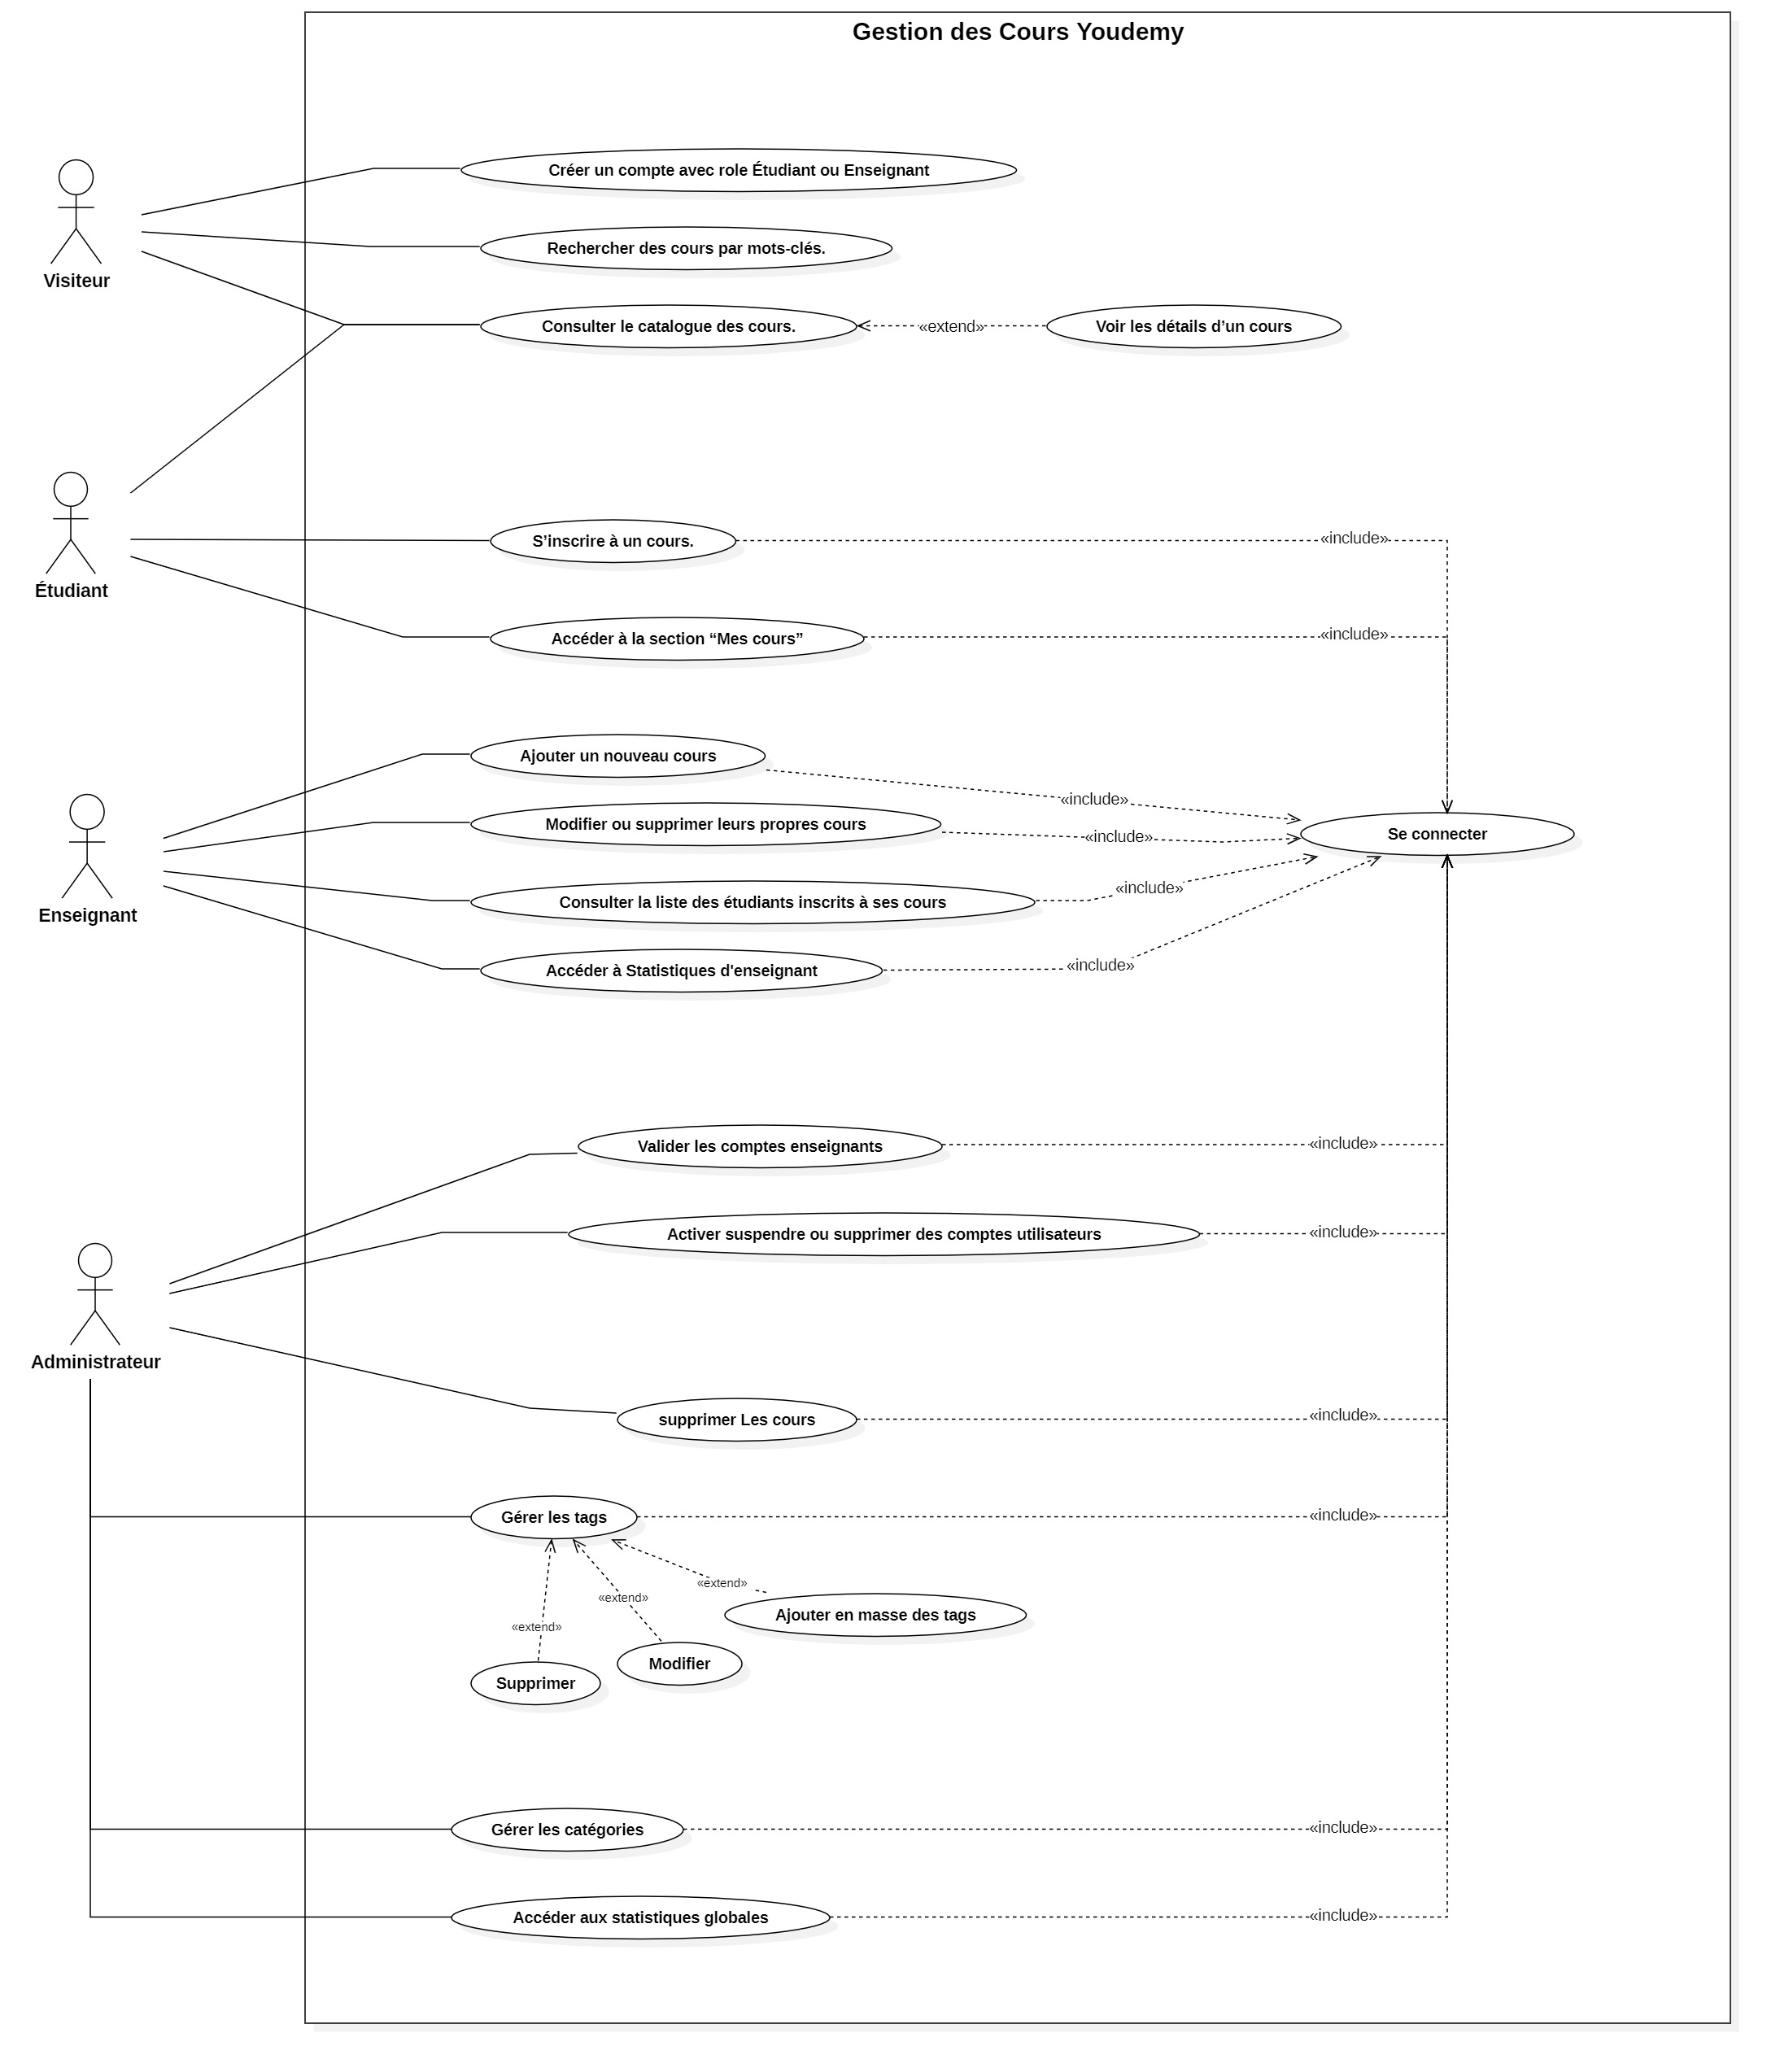 Gestion des Cours Youdemy
Créer un compte avec role Étudiant ou Enseignant
Visiteur
Rechercher des cours par mots-clés.
Consulter le catalogue des cours.
«extend»
Voir les détails d’un cours
Étudiant
S’inscrire à un cours.
«include»
Accéder à la section “Mes cours”
«include»
Enseignant
Ajouter un nouveau cours
«include»
Modifier ou supprimer leurs propres cours
«include»
Se connecter
Consulter la liste des étudiants inscrits à ses cours
«include»
Accéder à Statistiques d'enseignant
«include»
Valider les comptes enseignants
«include»
Activer suspendre ou supprimer des comptes utilisateurs
«include»
Administrateur
supprimer Les cours
«include»
Gérer les tags
«include»
«extend»
«extend»
«extend»
Ajouter en masse des tags
Modifier
Supprimer
Gérer les catégories
«include»
Accéder aux statistiques globales
«include»